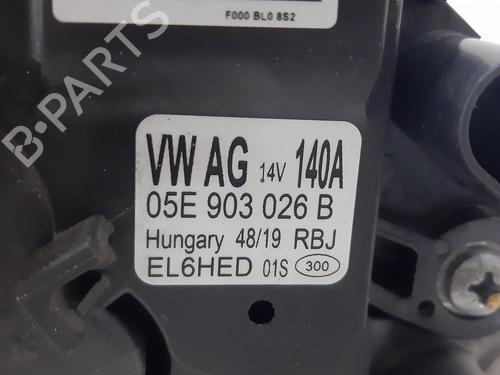 F000 BL0 8S2
VW AG 14V 140A
05E 903 026 B
Hungary 48/19 RBJ
EL6HED 01S 300
B-PARTS